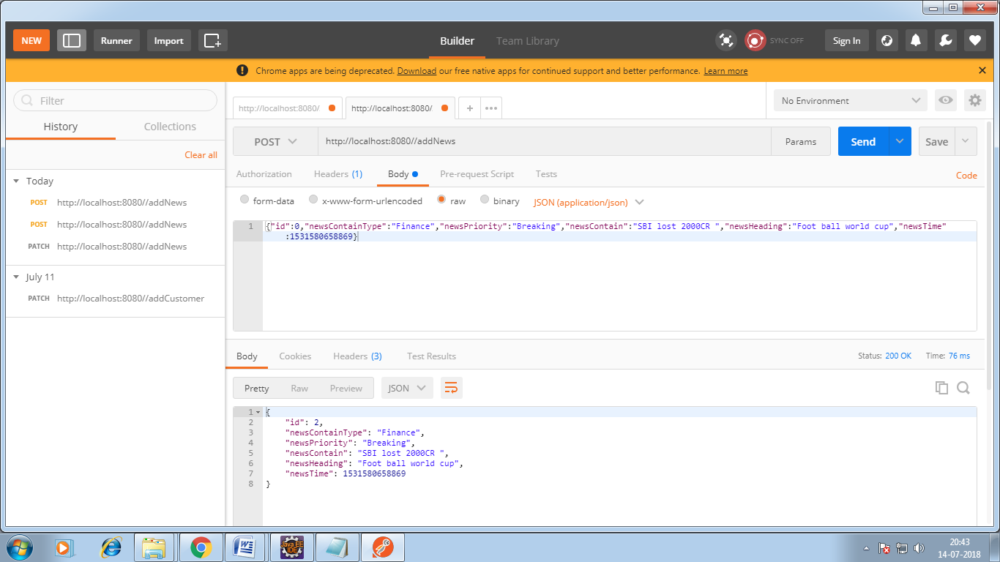 NEW Runner Import Builder Team Library SYNC OFF Sign In
Chrome apps are being deprecated. Download our free native apps for continued support and better performance. Learn more
Filter
History Collections
Clear all
Today
POST http://localhost:8080//addNews
POST http://localhost:8080//addNews
PATCH http://localhost:8080//addNews
July 11
PATCH http://localhost:8080//addCustomer
http://localhost:8080/. http://localhost:8080/ + •••
No Environment
POST http://localhost:8080//addNews Params Send Save
Authorization Headers (1) Body Pre-request Script Tests Code
form-data x-www-form-urlencoded raw binary JSON (application/json)
1 {"id":0,"newsContainType":"Finance","newsPriority":"Breaking","newsContain":"SBI lost 2000CR ","newsHeading":"Foot ball world cup","newsTime"
:1531580658869}
Body Cookies Headers (3) Test Results Status: 200 OK Time: 76 ms
Pretty Raw Preview JSON
1 {
2 "id": 2,
3 "newsContainType": "Finance",
4 "newsPriority": "Breaking",
5 "newsContain": "SBI lost 2000CR ",
6 "newsHeading": "Foot ball world cup",
7 "newsTime": 1531580658869
8 }
Java EE
IDE
20:43
14-07-2018